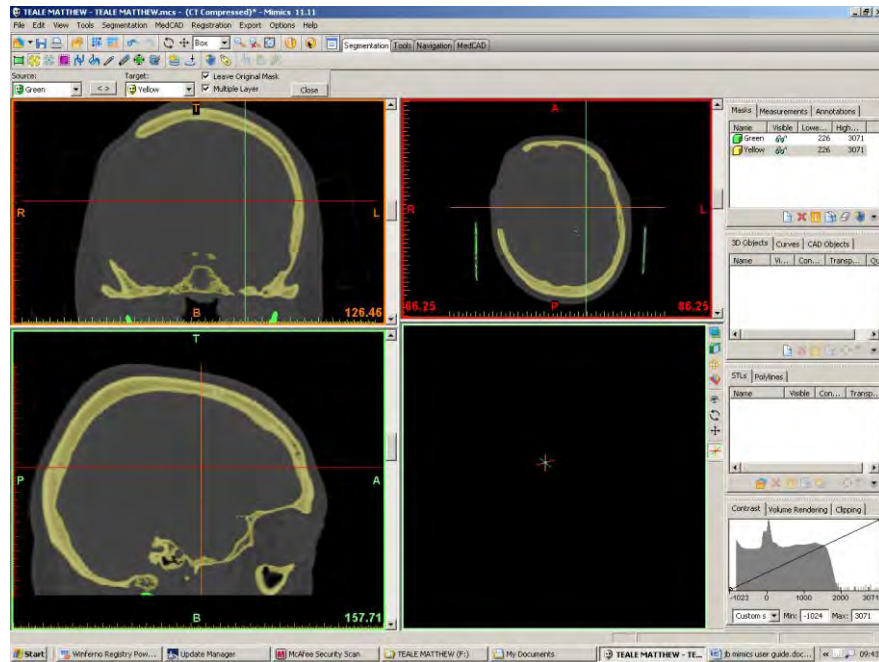 TEALE MATTHEW - TEALE MATTHEW.mcs - (CT Compressed)* - Mimics 11.11
File Edit View Tools Segmentation MedCAD Registration Export Options Help
Box
Segmentation Tools Navigation MedCAD
Source: Target: Leave Original Mask
Green < > Yellow Multiple Layer Close
T
R
L
B
126.46
A
R
L
P
-66.25
86.25
T
P
A
B
157.71
Masks Measurements Annotations
Name Visible Lowe... High...
Green 226 3071
Yellow 226 3071
3D Objects Curves CAD Objects
Name Vi... Con... Transp... Qu
STLs Polylines
Name Visible Con... Transp...
Contrast Volume Rendering Clipping
-1023 0 1000 2000 3071
Custom s Min: -1024 Max: 3071
Start Winferno Registry Pow... Update Manager McAfee Security Scan TEALE MATTHEW (F:) My Documents TEALE MATTHEW - TE... jb mimics user guide.doc... « 09:43